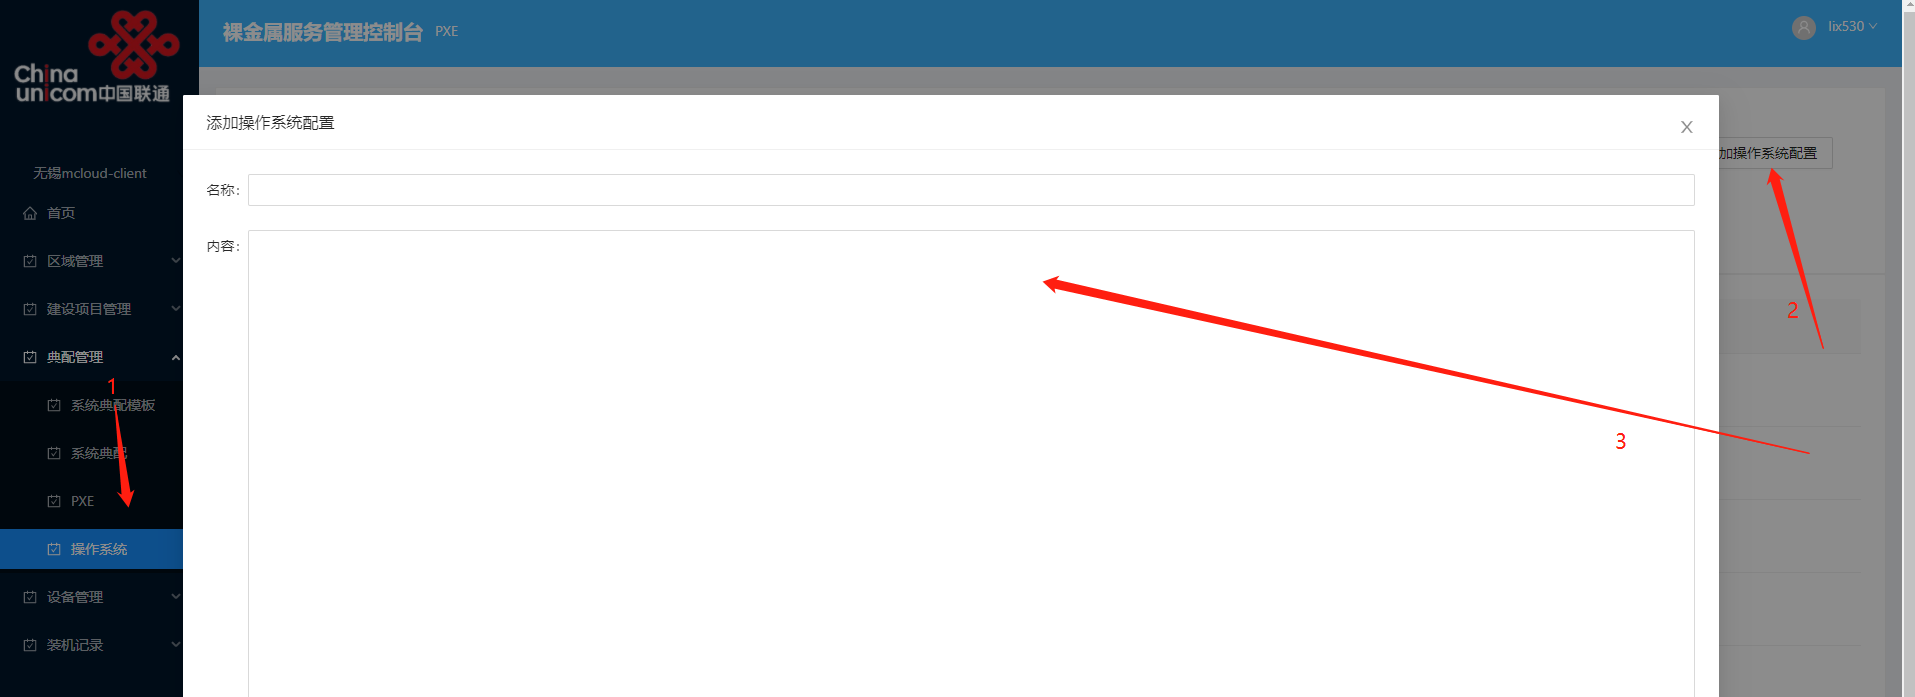 China
unicom中国联通
裸金属服务管理控制台 PXE
lix530
无锡mcloud-client
首页
区域管理
建设项目管理
典配管理
1
系统典配模板
系统典配
PXE
操作系统
设备管理
装机记录
添加操作系统配置
X
加操作系统配置
名称:
内容:
2
3